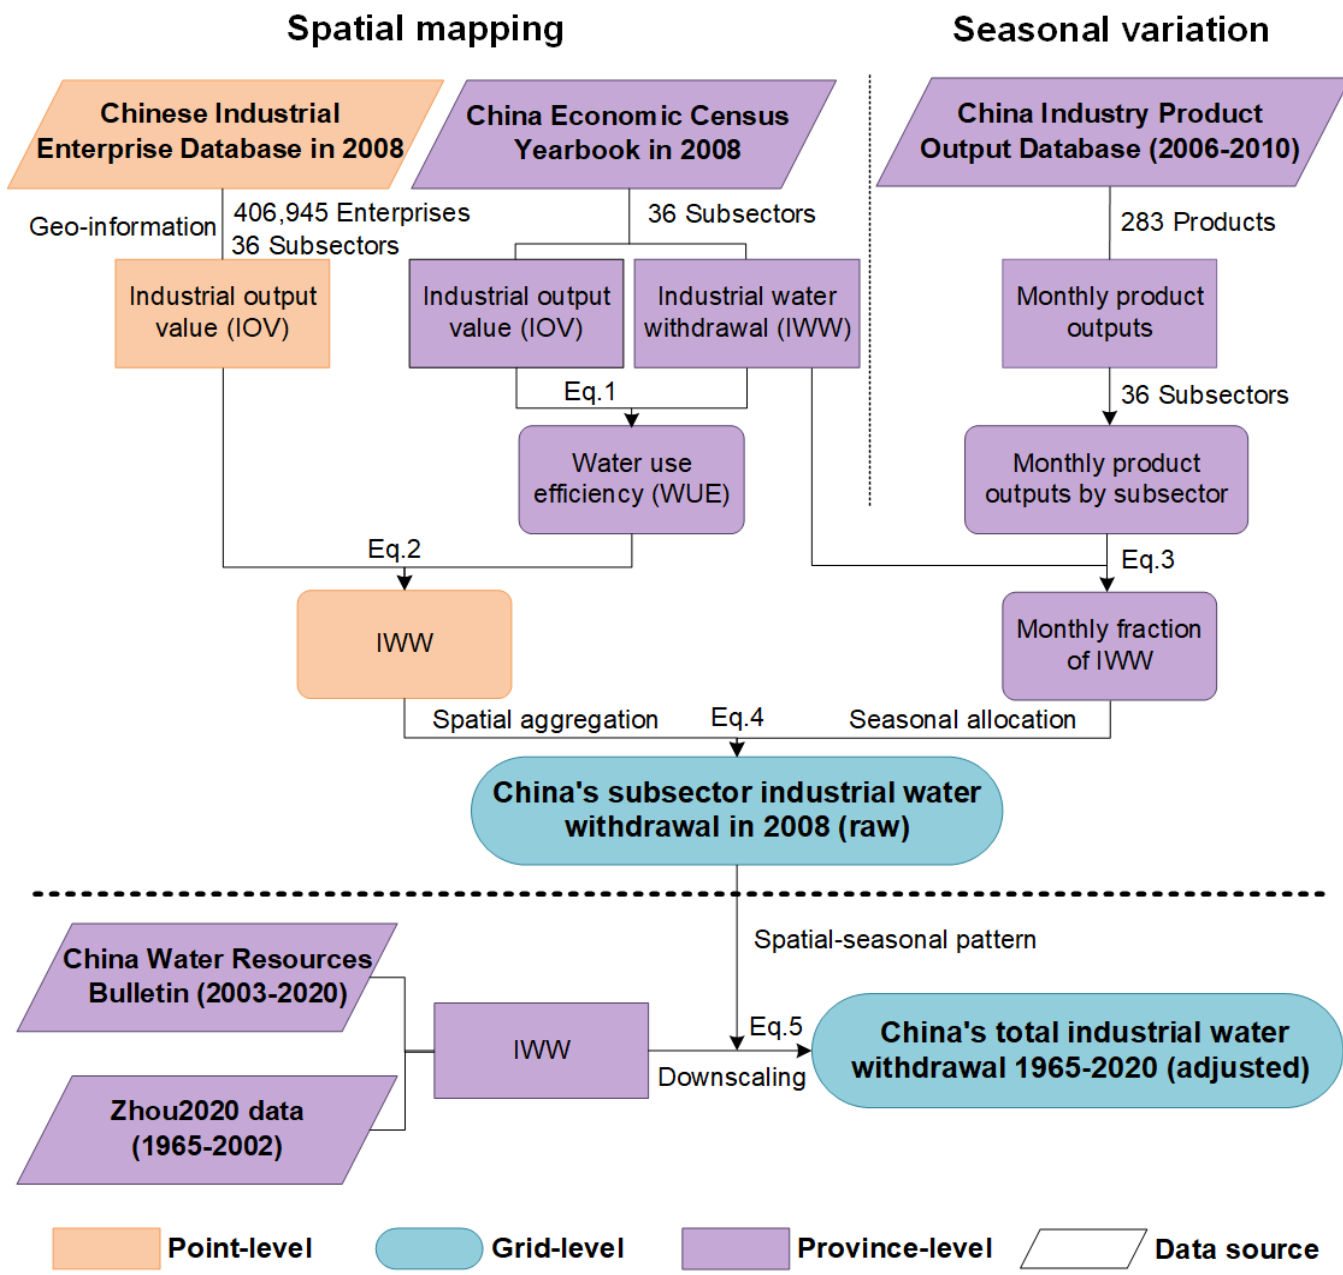 Spatial mapping
Seasonal variation
Chinese Industrial
Enterprise Database in 2008
China Economic Census
Yearbook in 2008
China Industry Product
Output Database (2006-2010)
Geo-information
406,945 Enterprises
36 Subsectors
36 Subsectors
283 Products
Industrial output
value (IOV)
Industrial output
value (IOV)
Industrial water
withdrawal (IWW)
Monthly product
outputs
Eq.1
36 Subsectors
Water use
efficiency (WUE)
Monthly product
outputs by subsector
Eq.2
Eq.3
IWW
Monthly fraction
of IWW
Spatial aggregation
Eq.4
Seasonal allocation
China's subsector industrial water
withdrawal in 2008 (raw)
China Water Resources
Bulletin (2003-2020)
Spatial-seasonal pattern
IWW
Eq.5
Downscaling
China's total industrial water
withdrawal 1965-2020 (adjusted)
Zhou2020 data
(1965-2002)
Point-level
Grid-level
Province-level
Data source